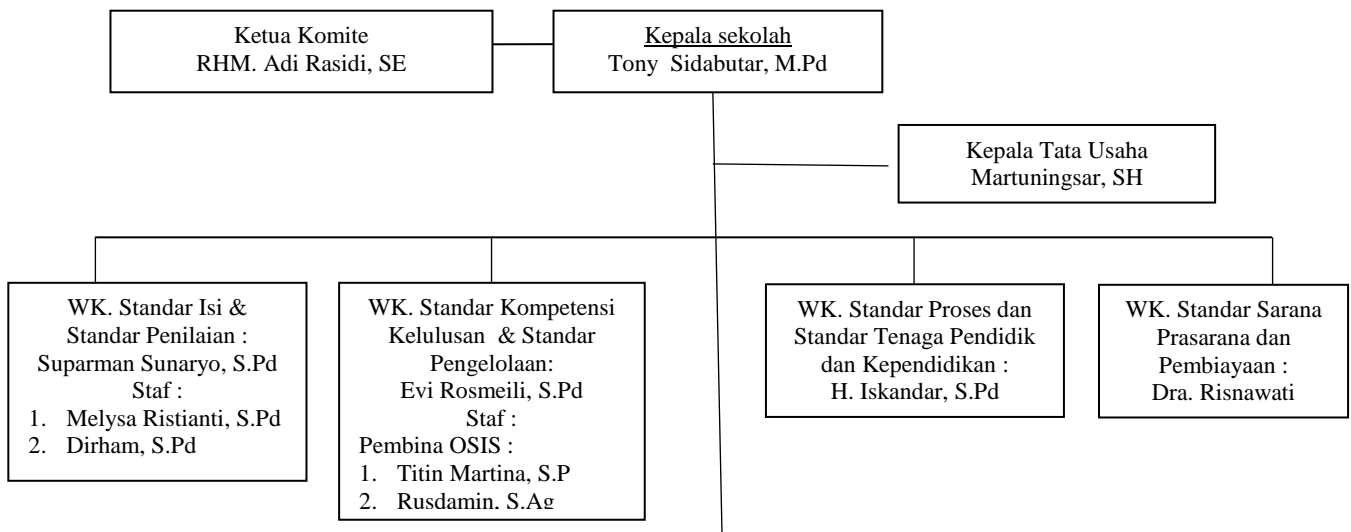 Ketua Komite
RHM. Adi Rasidi, SE
Kepala sekolah
Tony Sidabutar, M.Pd
Kepala Tata Usaha
Martuningsar, SH
WK. Standar Isi &
Standar Penilaian :
Suparman Sunaryo, S.Pd
Staf :
1. Melysa Ristianti, S.Pd
2. Dirham, S.Pd
WK. Standar Kompetensi
Kelulusan & Standar
Pengelolaan:
Evi Rosmeili, S.Pd
Staf :
Pembina OSIS :
1. Titin Martina, S.P
2. Rusdamin, S.Ag
WK. Standar Proses dan
Standar Tenaga Pendidik
dan Kependidikan :
H. Iskandar, S.Pd
WK. Standar Sarana
Prasarana dan
Pembiayaan :
Dra. Risnawati